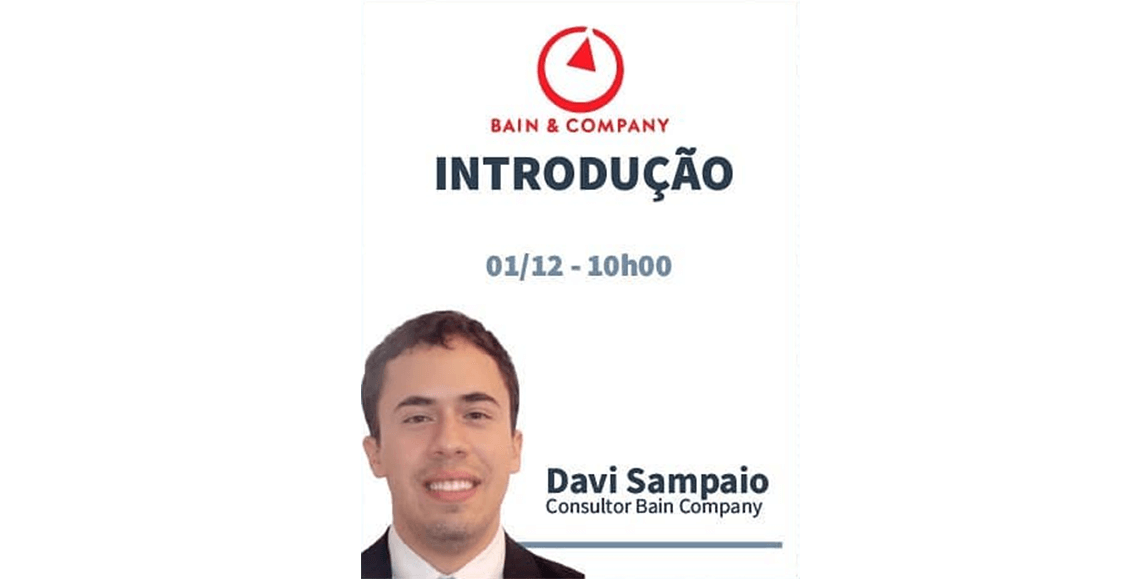 BAIN & COMPANY
INTRODUÇÃO
01/12 - 10h00
Davi Sampaio
Consultor Bain Company